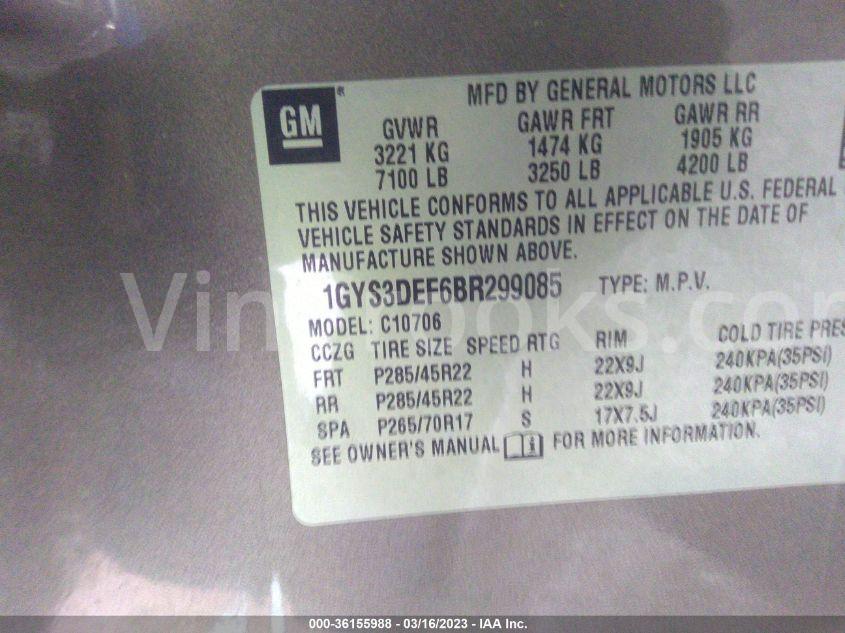 GM®
MFD BY GENERAL MOTORS LLC
GVWR GAWR FRT GAWR RR
3221 KG 1474 KG 1905 KG
7100 LB 3250 LB 4200 LB
THIS VEHICLE CONFORMS TO ALL APPLICABLE U.S. FEDERAL
VEHICLE SAFETY STANDARDS IN EFFECT ON THE DATE OF
MANUFACTURE SHOWN ABOVE.
1GYS3DEF6BR299085 TYPE: M.P.V.
MODEL: C10706
CCZG TIRE SIZE SPEED RTG RIM COLD TIRE PRES
FRT P285/45R22 H 22X9J 240KPA(35PSI)
RR P285/45R22 H 22X9J 240KPA(35PSI)
SPA P265/70R17 S 17X7.5J 240KPA(35PSI)
SEE OWNER'S MANUAL FOR MORE INFORMATION.
000-36155988 - 03/16/2023 - IAA Inc.